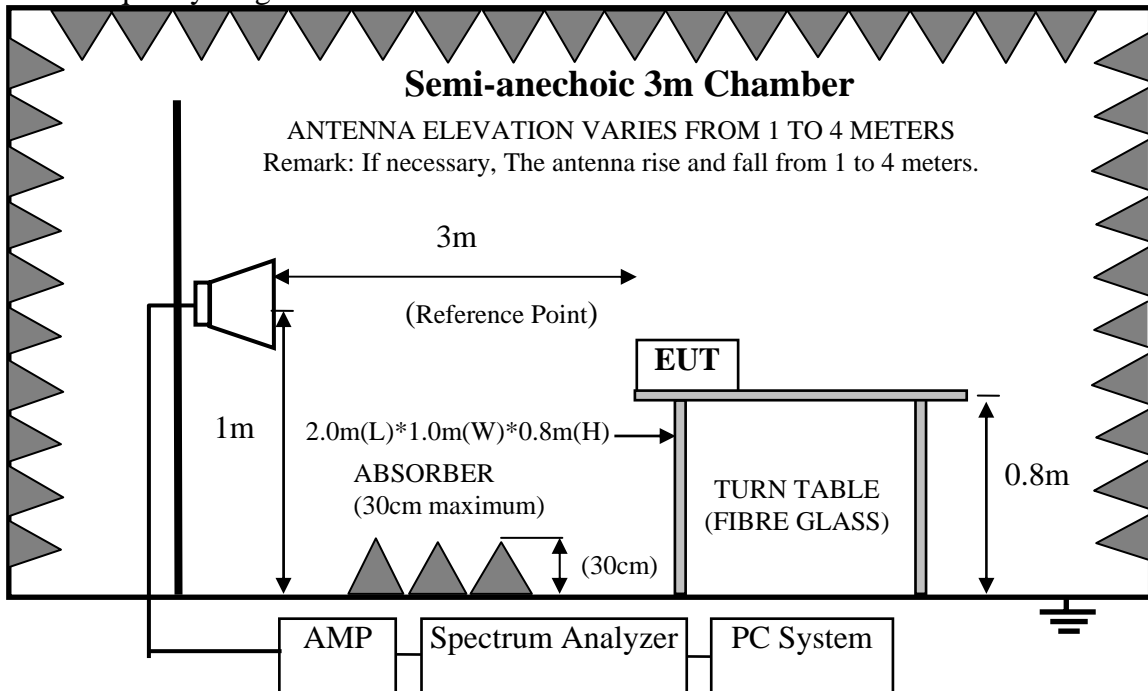 Semi-anechoic 3m Chamber
ANTENNA ELEVATION VARIES FROM 1 TO 4 METERS
Remark: If necessary, The antenna rise and fall from 1 to 4 meters.
3m
(Reference Point)
EUT
1m
2.0m(L)*1.0m(W)*0.8m(H)
ABSORBER
(30cm maximum)
TURN TABLE
(FIBRE GLASS)
0.8m
(30cm)
AMP
Spectrum Analyzer
PC System